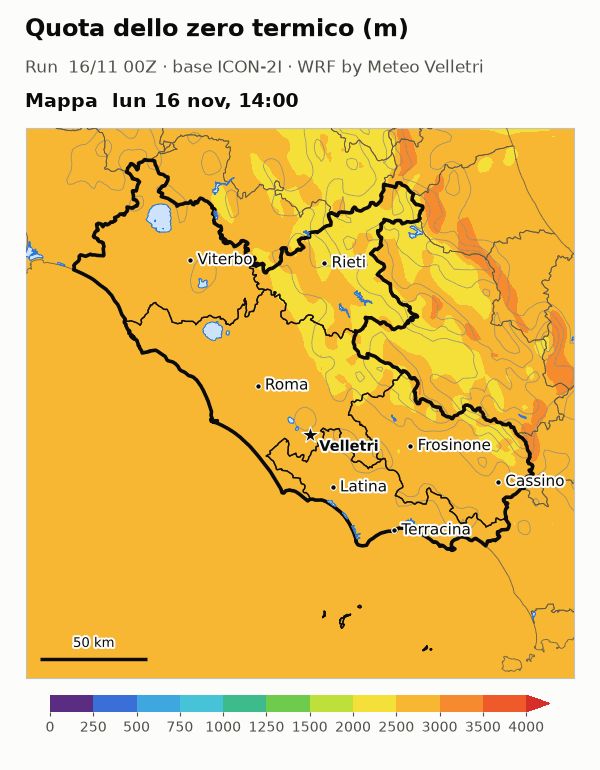 Quota dello zero termico (m)
Run  16/11 00Z · base ICON-2I · WRF by Meteo Velletri
Mappa  lun 16 nov, 14:00
Viterbo
Rieti
Roma
Velletri
Frosinone
Latina
Cassino
Terracina
50 km
0 250 500 750 1000 1250 1500 2000 2500 3000 3500 4000